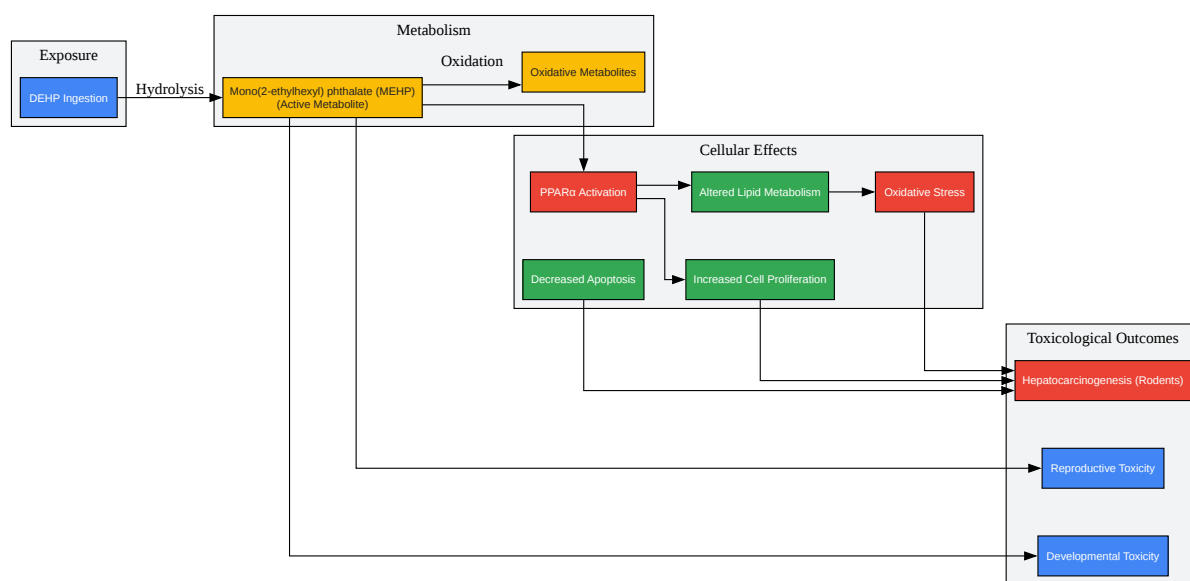 Metabolism
Exposure
Oxidation
Oxidative Metabolites
DEHP Ingestion
Hydrolysis
Mono(2-ethylhexyl) phthalate (MEHP)
(Active Metabolite)
Cellular Effects
PPARα Activation
Altered Lipid Metabolism
Oxidative Stress
Decreased Apoptosis
Increased Cell Proliferation
Toxicological Outcomes
Hepatocarcinogenesis (Rodents)
Reproductive Toxicity
Developmental Toxicity